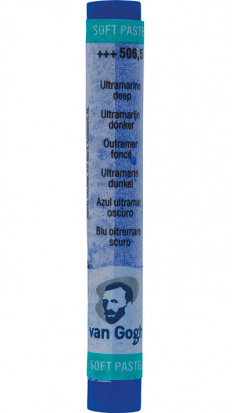 SOFT PASTE
+++ 506,5
Ultramarine
deep
Ultramarijn
donker
Outremer
foncé
Ultramarin
dunkel
Azul ultramar
oscuro
Blu oltremare
scuro
van Gogh
SOFT PASTE